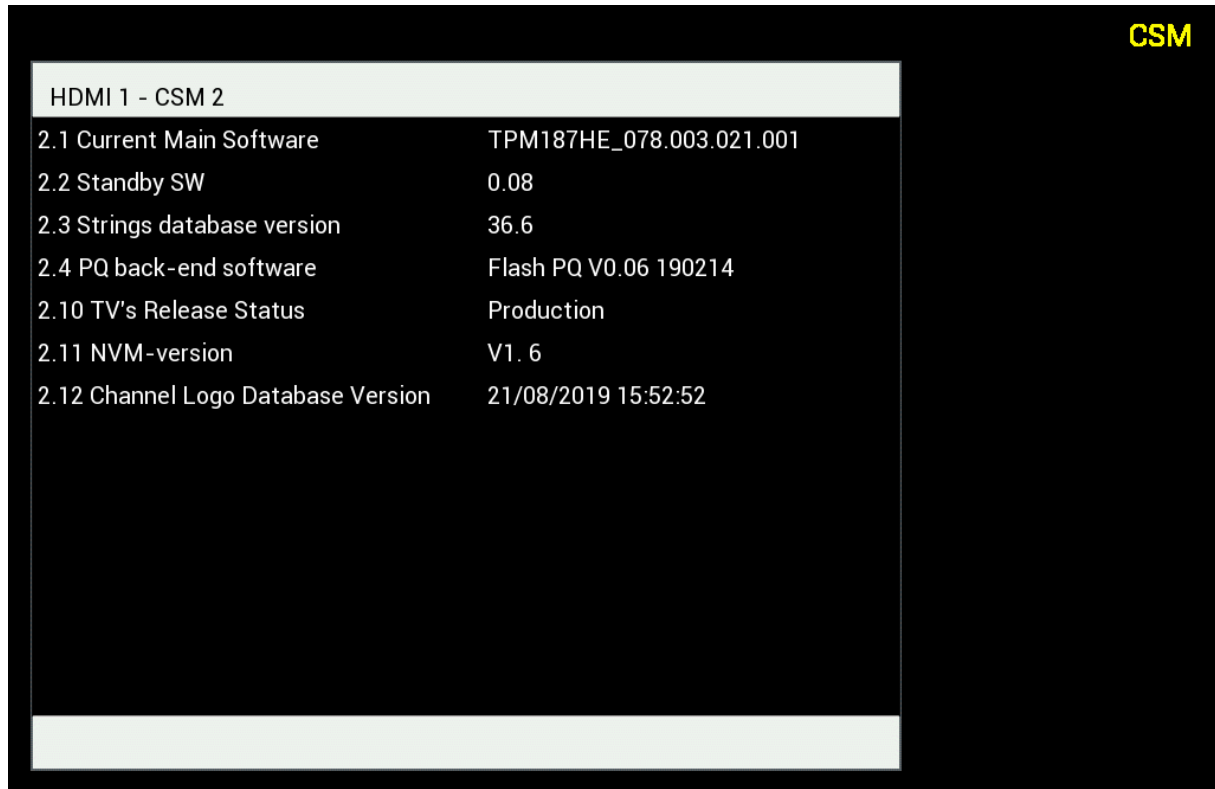 CSM
HDMI 1 - CSM 2
2.1 Current Main Software TPM187HE_078.003.021.001
2.2 Standby SW 0.08
2.3 Strings database version 36.6
2.4 PQ back-end software Flash PQ V0.06 190214
2.10 TV's Release Status Production
2.11 NVM-version V1. 6
2.12 Channel Logo Database Version 21/08/2019 15:52:52